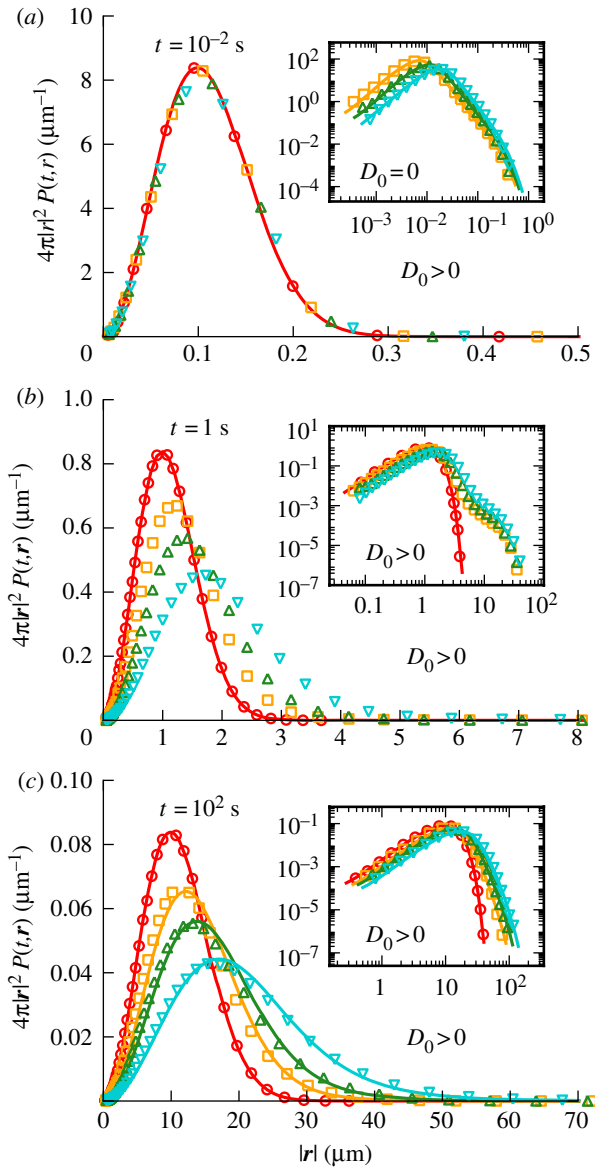 (a)
10
8
6
4
2
0
4π|r|² P(t,r) (μm⁻¹)
t = 10⁻² s
10²
10⁰
10⁻²
10⁻⁴
D₀=0
10⁻³ 10⁻² 10⁻¹ 10⁰
D₀>0
0.1 0.2 0.3 0.4 0.5
(b)
1.0
0.8
0.6
0.4
0.2
0
4π|r|² P(t,r) (μm⁻¹)
t = 1 s
10¹
10⁻¹
10⁻³
10⁻⁵
10⁻⁷
D₀>0
0.1 1 10 10²
D₀>0
1 2 3 4 5 6 7 8
(c)
0.10
0.08
0.06
0.04
0.02
0
4π|r|² P(t,r) (μm⁻¹)
t = 10² s
10⁻¹
10⁻³
10⁻⁵
10⁻⁷
D₀>0
1 10 10²
D₀>0
10 20 30 40 50 60 70
|r| (μm)